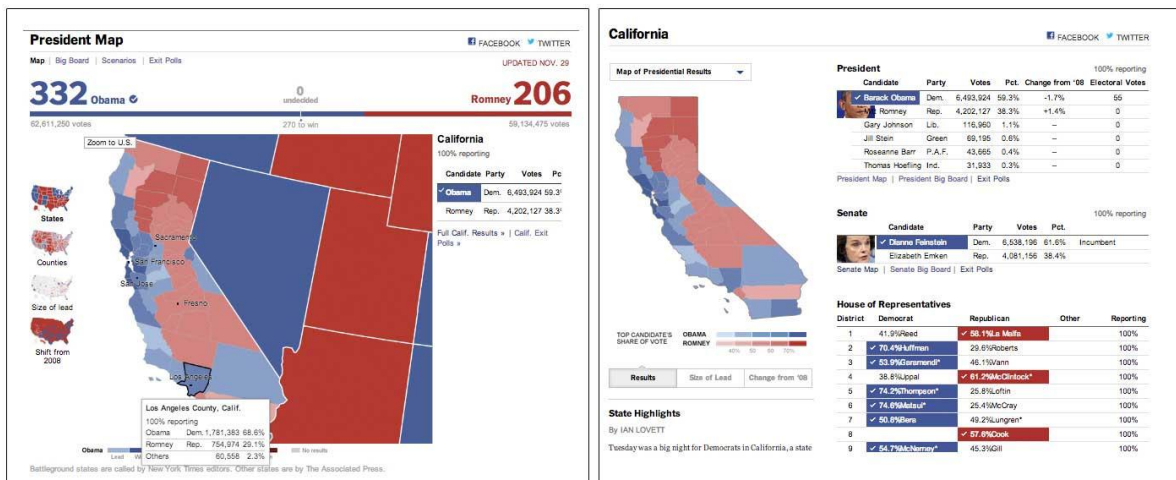 President Map
FACEBOOK TWITTER
Map | Big Board | Scenarios | Exit Polls
UPDATED NOV. 29
332 Obama
0
undecided
Romney 206
62,611,250 votes
270 to win
59,134,475 votes
Zoom to U.S.
States
Counties
Size of lead
Shift from
2008
Sacramento
San Francisco
San Jose
Fresno
Los Angeles
California
100% reporting
Candidate Party Votes Pc
Obama Dem. 6,493,924 59.3
Romney Rep. 4,202,127 38.3
Full Calif. Results » | Calif. Exit
Polls »
Los Angeles County, Calif.
100% reporting
Obama Dem. 1,781,383 68.6%
Romney Rep. 754,974 29.1%
Others 60,558 2.3%
Obama
Lead
No results
Battleground states are called by New York Times editors. Other states are by The Associated Press.
California
FACEBOOK TWITTER
Map of Presidential Results
TOP CANDIDATE'S
SHARE OF VOTE
OBAMA
ROMNEY
40% 50 60 70%
Results Size of Lead Change from '08
State Highlights
By IAN LOVETT
Tuesday was a big night for Democrats in California, a state
President
100% reporting
Candidate Party Votes Pct. Change from '08 Electoral Votes
Barack Obama Dem. 6,493,924 59.3% -1.7% 55
Romney Rep. 4,202,127 38.3% +1.4% 0
Gary Johnson Lib. 116,960 1.1% – 0
Jill Stein Green 69,195 0.6% – 0
Roseanne Barr P.A.F. 43,665 0.4% – 0
Thomas Hoefling Ind. 31,933 0.3% – 0
President Map | President Big Board | Exit Polls
Senate
100% reporting
Candidate Party Votes Pct.
Dianne Feinstein Dem. 6,538,196 61.6% Incumbent
Elizabeth Emken Rep. 4,081,156 38.4%
Senate Map | Senate Big Board | Exit Polls
House of Representatives
District Democrat Republican Other Reporting
1 41.9%Reed 58.1%La Malfa 100%
2 70.4%Huffman 29.6%Roberts 100%
3 53.9%Garamendi* 46.1%Vann 100%
4 38.8%Uppal 61.2%McClintock* 100%
5 74.2%Thompson* 25.8%Loftin 100%
6 74.6%Matsui* 25.4%McCray 100%
7 50.8%Bera 49.2%Lungren* 100%
8 57.8%Cook 100%
9 54.7%McNerney* 45.3%Gill 100%